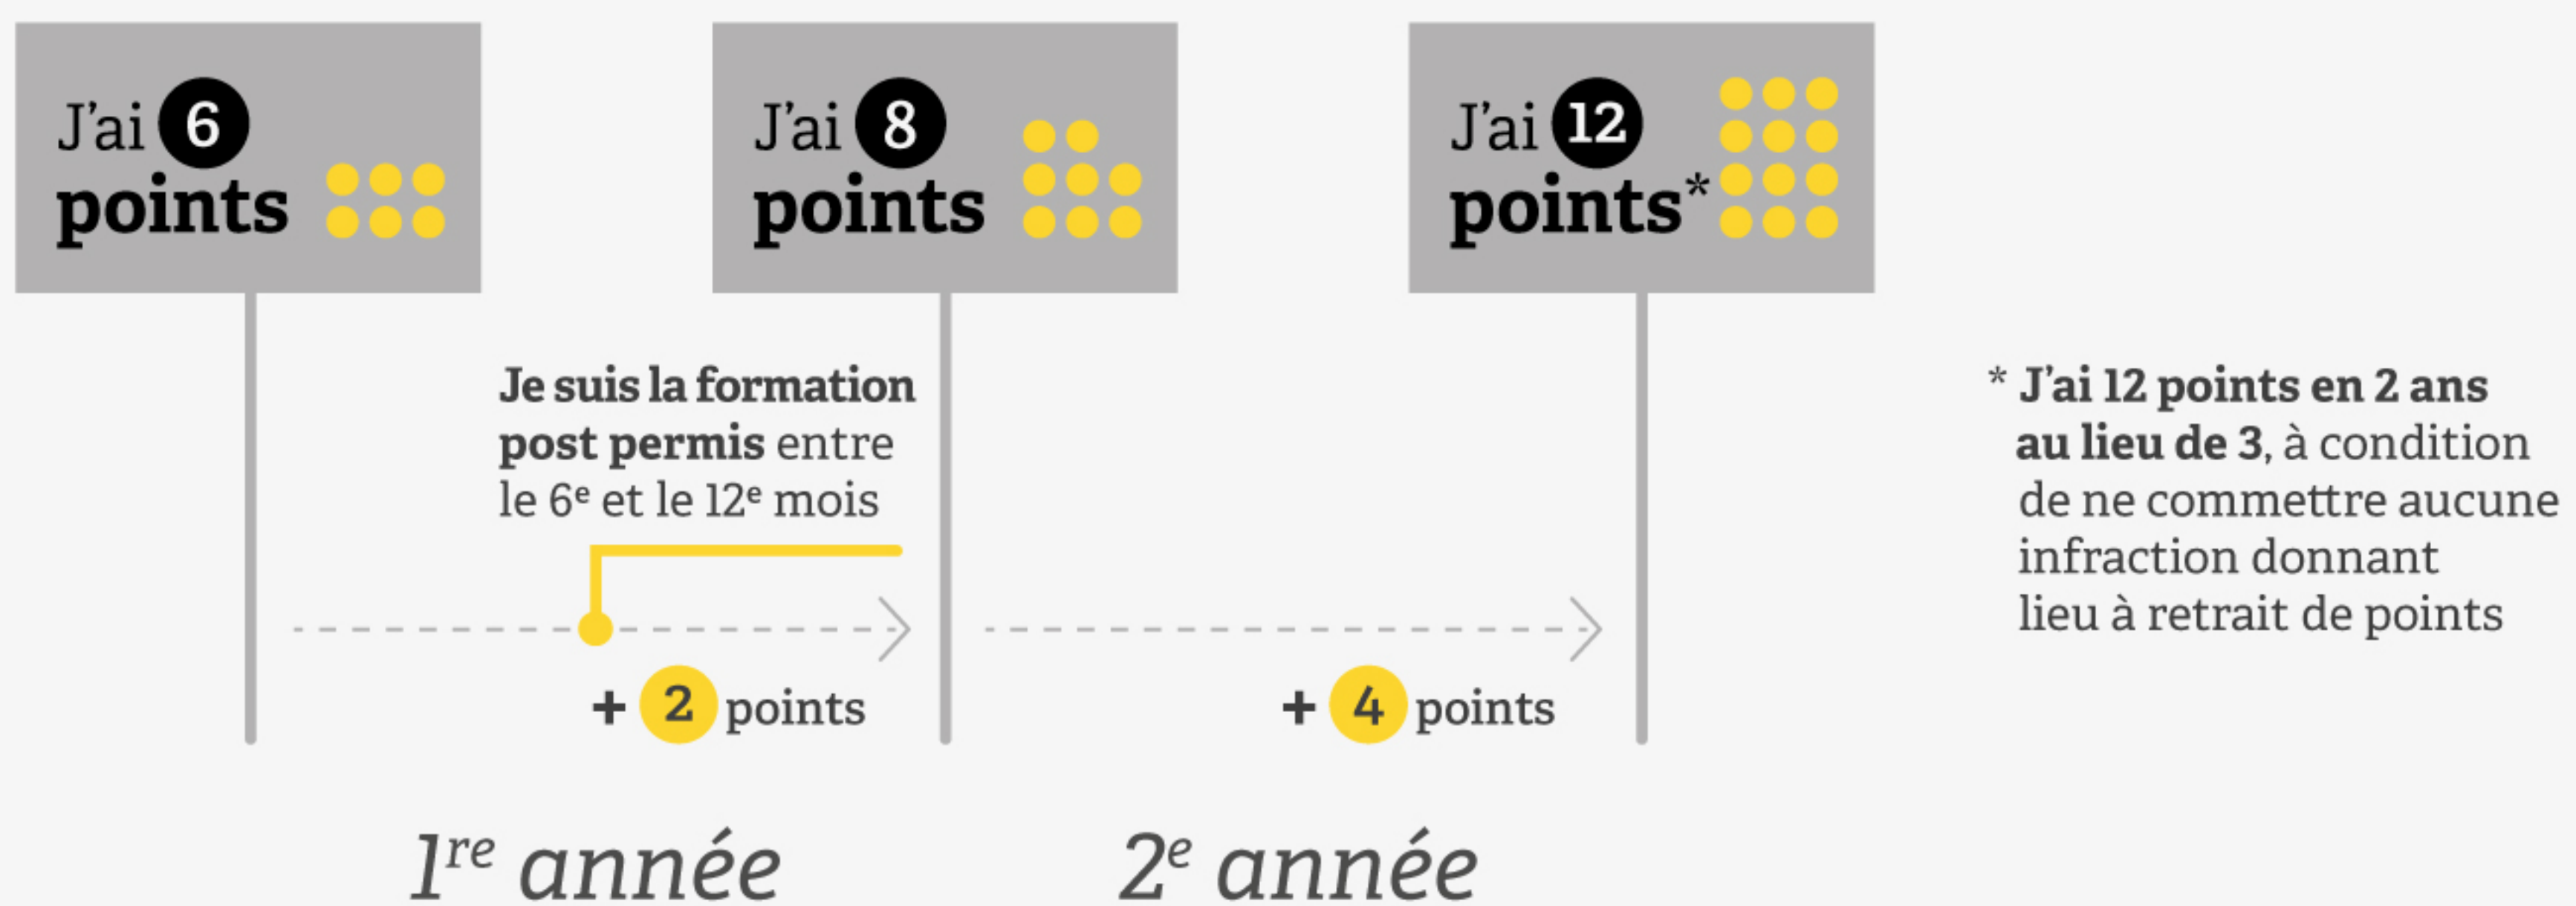 J'ai 6
points
J'ai 8
points
J'ai 12
points*
Je suis la formation
post permis entre
le 6e et le 12e mois
+ 2 points
+ 4 points
* J'ai 12 points en 2 ans
au lieu de 3, à condition
de ne commettre aucune
infraction donnant
lieu à retrait de points
1re année
2e année